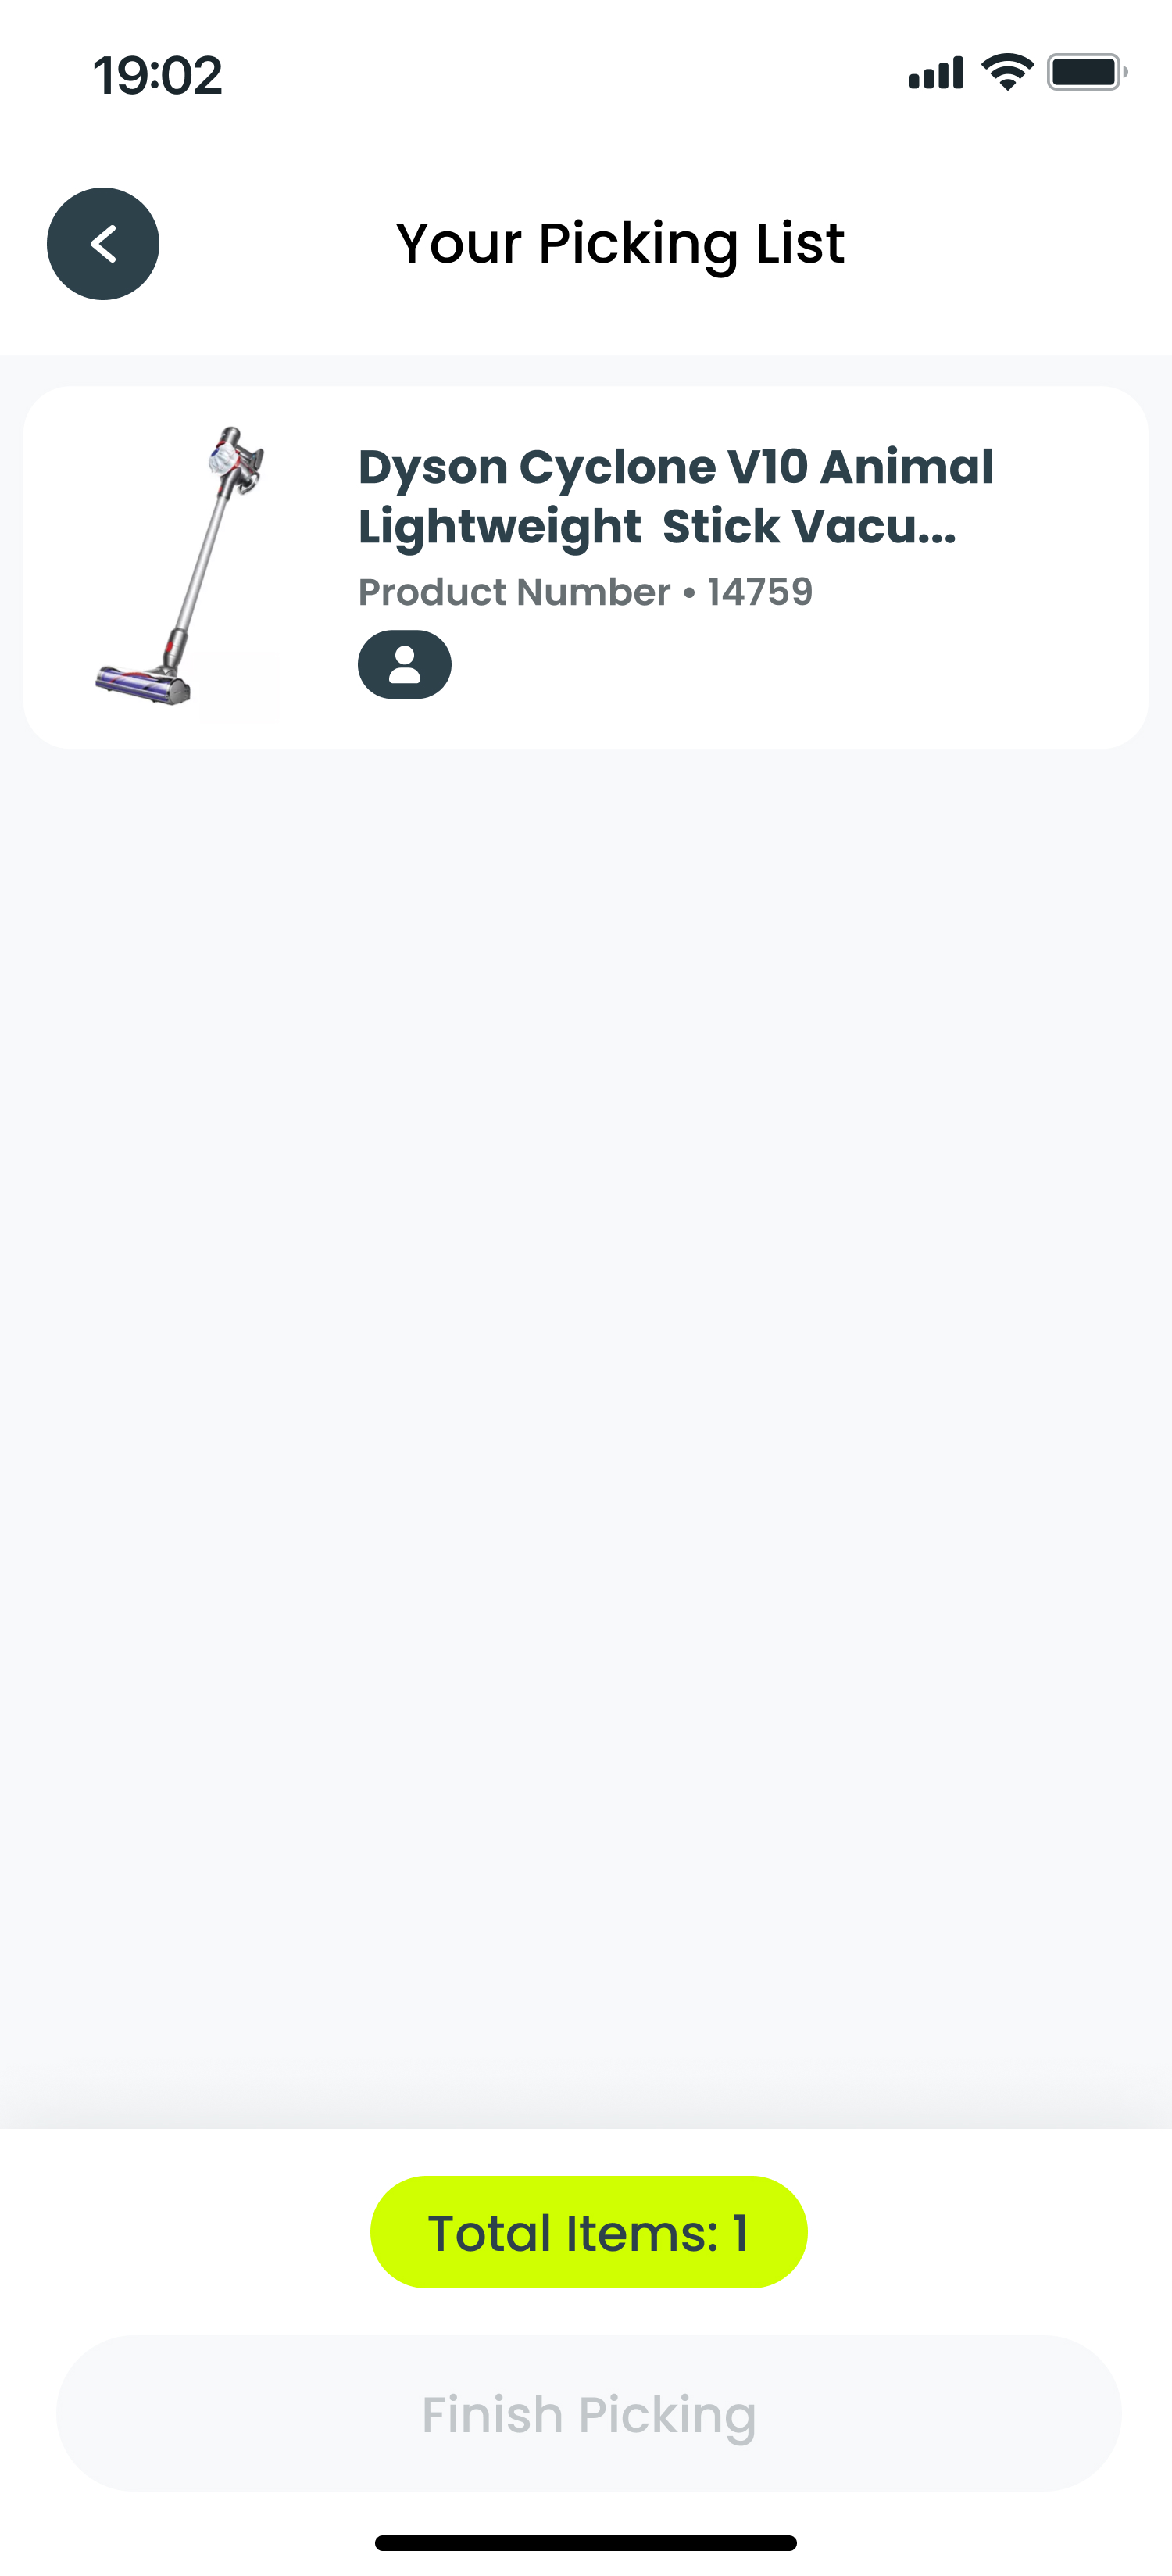 19:02
Your Picking List
Dyson Cyclone V10 Animal
Lightweight  Stick Vacu...
Product Number • 14759
Total Items: 1
Finish Picking